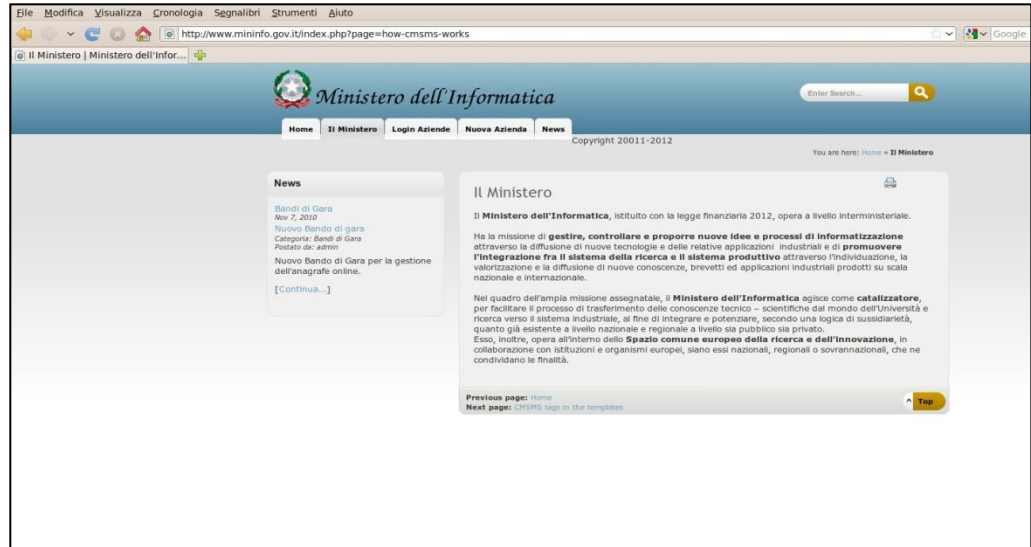 File Modifica Visualizza Cronologia Segnalibri Strumenti Aiuto
http://www.mininfo.gov.it/index.php?page=how-cmsms-works
Google
Il Ministero | Ministero dell'Infor...
Ministero dell'Informatica
Enter Search...
Home Il Ministero Login Aziende Nuova Azienda News
Copyright 20011-2012
You are here: Home » Il Ministero
News
Bandi di Gara
Nov 7, 2010
Nuovo Bando di gara
Categoria: Bandi di Gara
Postato da: admin
Nuovo Bando di Gara per la gestione
dell'anagrafe online.
[Continua...]
Il Ministero
Il Ministero dell'Informatica, istituito con la legge finanziaria 2012, opera a livello interministeriale.
Ha la missione di gestire, controllare e proporre nuove idee e processi di informatizzazione
attraverso la diffusione di nuove tecnologie e delle relative applicazioni industriali e di promuovere
l'integrazione fra il sistema della ricerca e il sistema produttivo attraverso l'individuazione, la
valorizzazione e la diffusione di nuove conoscenze, brevetti ed applicazioni industriali prodotti su scala
nazionale e internazionale.
Nel quadro dell'ampia missione assegnatale, il Ministero dell'Informatica agisce come catalizzatore,
per facilitare il processo di trasferimento delle conoscenze tecnico – scientifiche dal mondo dell'Università e
ricerca verso il sistema industriale, al fine di integrare e potenziare, secondo una logica di sussidiarietà,
quanto già esistente a livello nazionale e regionale a livello sia pubblico sia privato.
Esso, inoltre, opera all'interno dello Spazio comune europeo della ricerca e dell'innovazione, in
collaborazione con istituzioni e organismi europei, siano essi nazionali, regionali o sovrannazionali, che ne
condividano le finalità.
Previous page: Home
Next page: CMSMS tags in the templates
^ Top